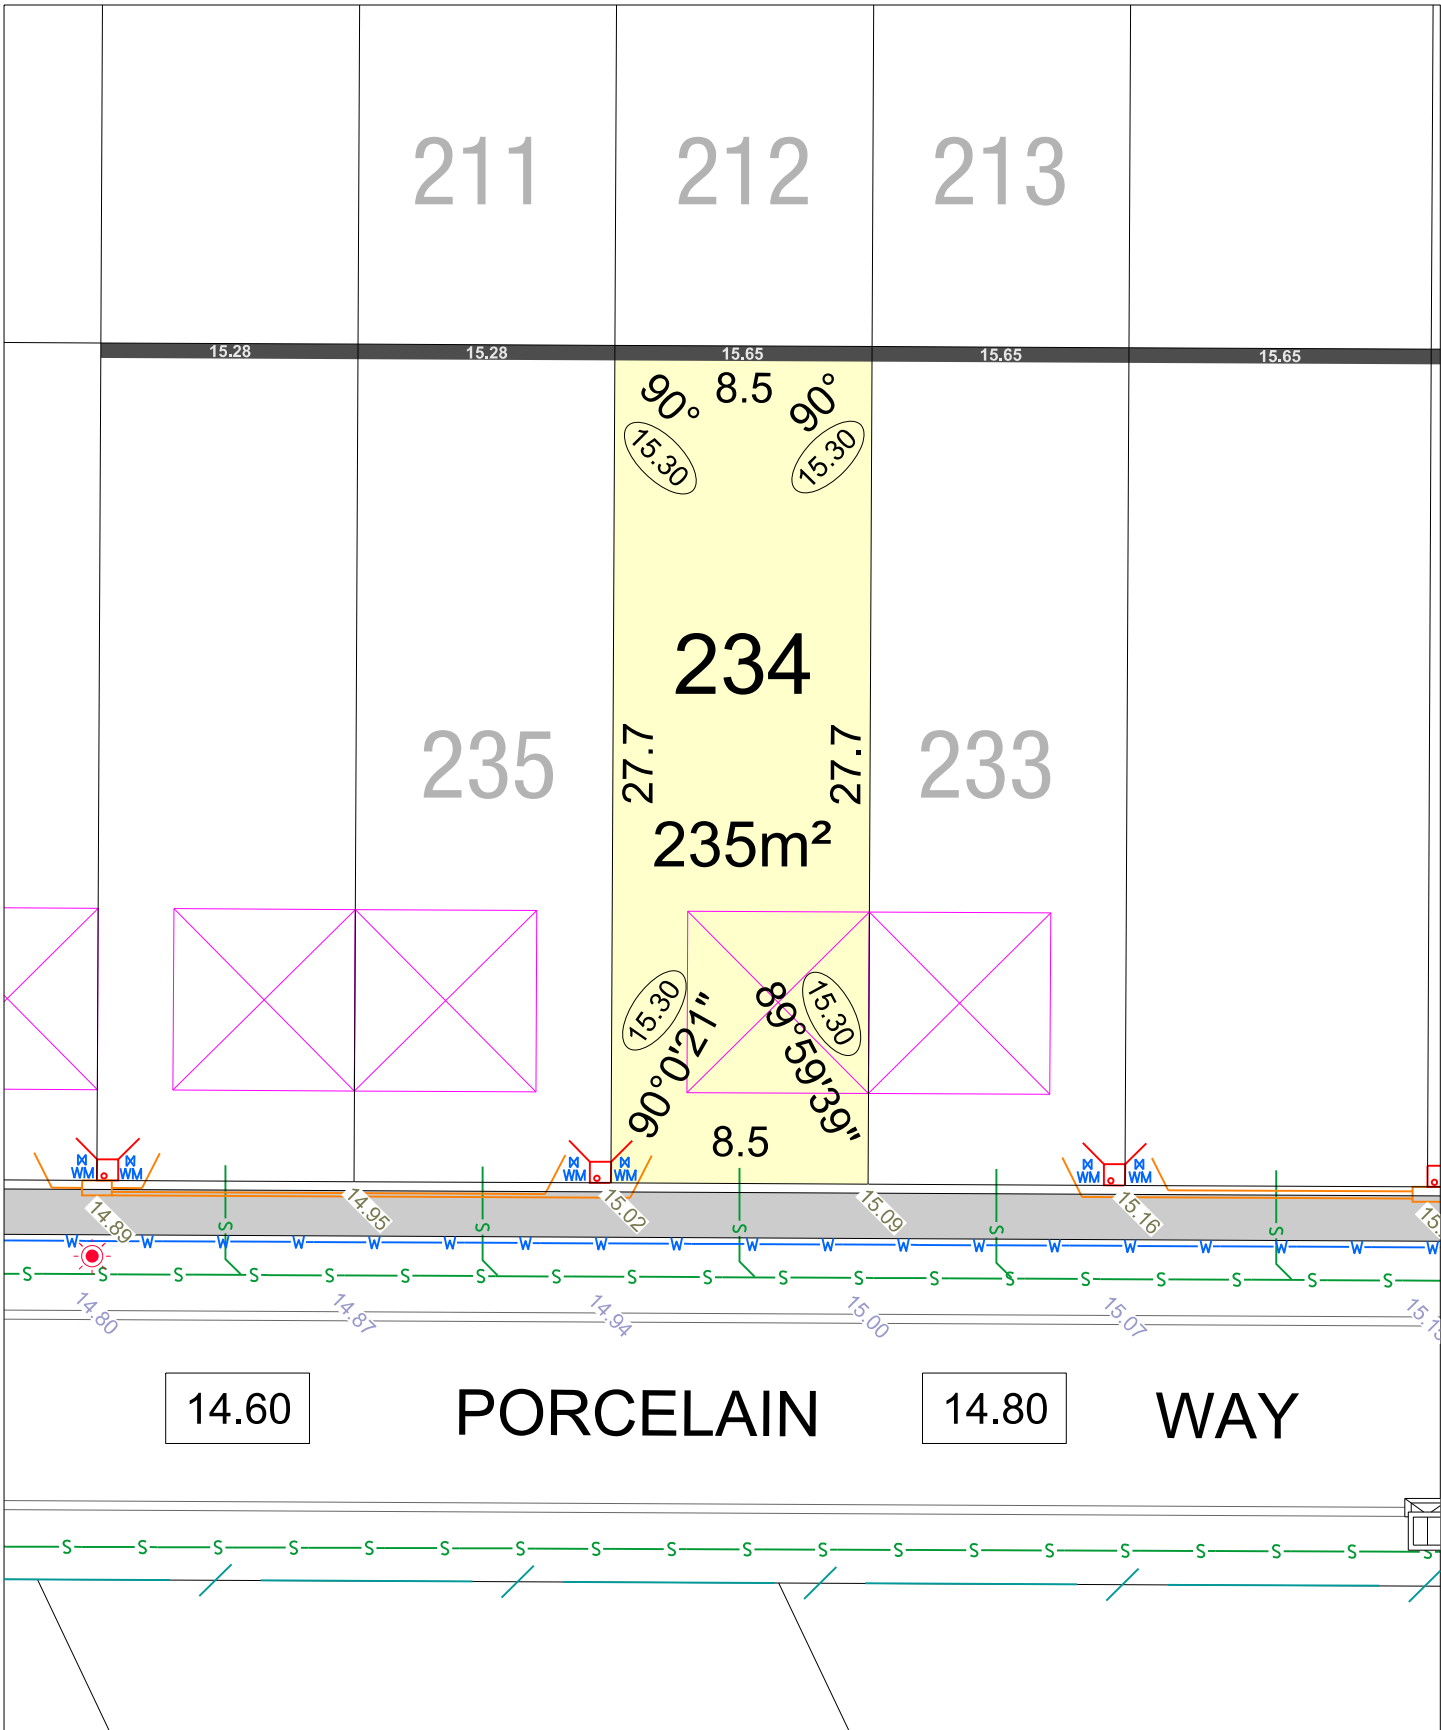 211 212 213
15.28 15.28 15.65 15.65 15.65
90° 8.5 90°
15.30 15.30
234
27.7 27.7
235 233
235m²
15.30 15.30
90°0'21" 89°59'39"
8.5
WM WM WM WM WM WM
14.89 14.95 15.02 15.09 15.16
S S S S S
W W W W W W W W W W W W W W W W W W W
S S S S S S S S S S S S S S S S S S S
14.80 14.87 14.94 15.00 15.07
14.60 PORCELAIN 14.80 WAY
S S S S S S S S S S S S S S S S S S S